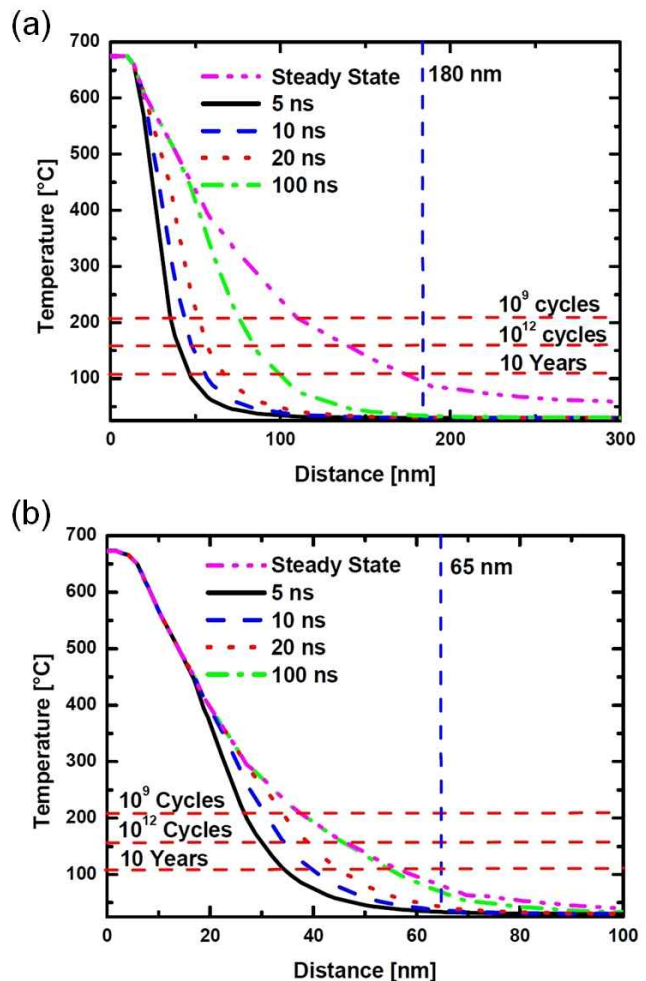 (a)
700
600
500
400
300
200
100
Temperature [°C]
Steady State
5 ns
10 ns
20 ns
100 ns
180 nm
10⁹ cycles
10¹² cycles
10 Years
0
100
200
300
Distance [nm]
(b)
700
600
500
400
300
200
100
Temperature [°C]
Steady State
5 ns
10 ns
20 ns
100 ns
65 nm
10⁹ Cycles
10¹² Cycles
10 Years
0
20
40
60
80
100
Distance [nm]